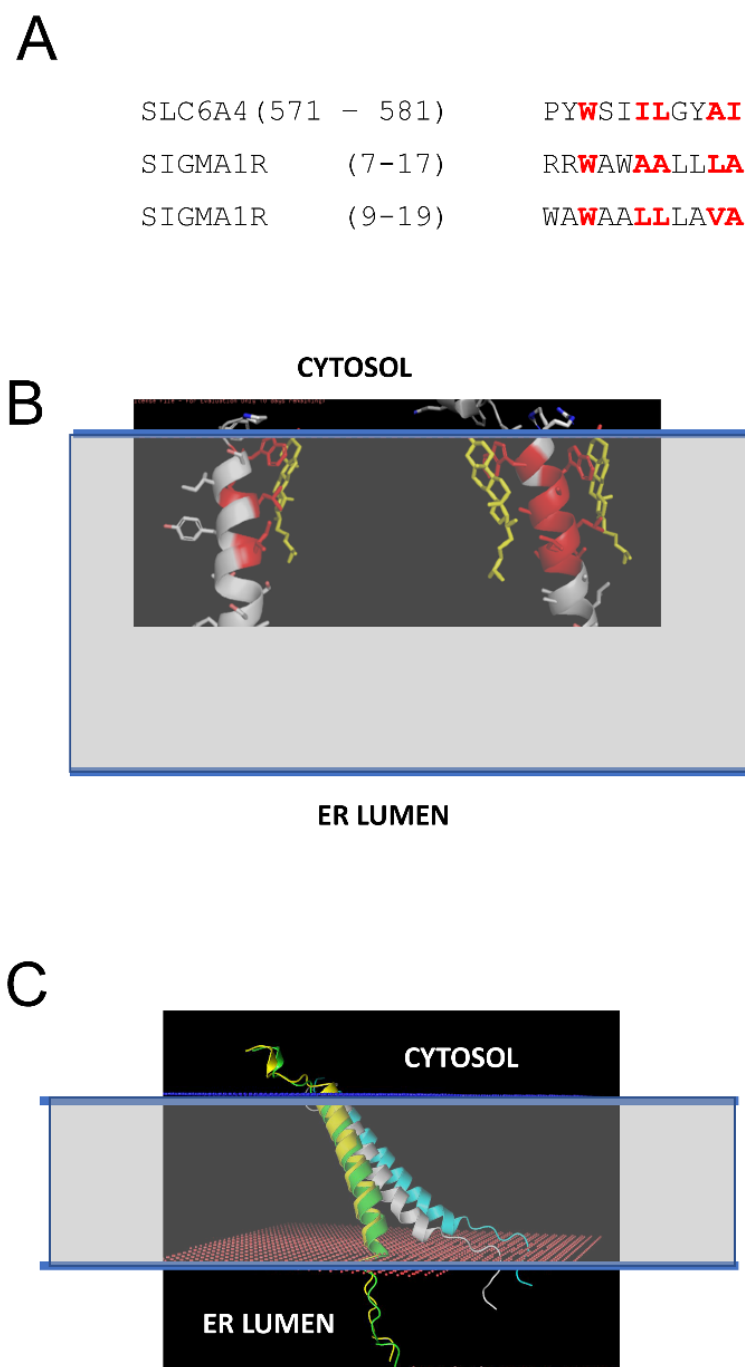 A
SLC6A4(571 – 581) PYWSIILGYAI
SIGMA1R (7-17) RRWAWAALLLA
SIGMA1R (9-19) WAWAALLLAVA
CYTOSOL
B
ER LUMEN
C
CYTOSOL
ER LUMEN